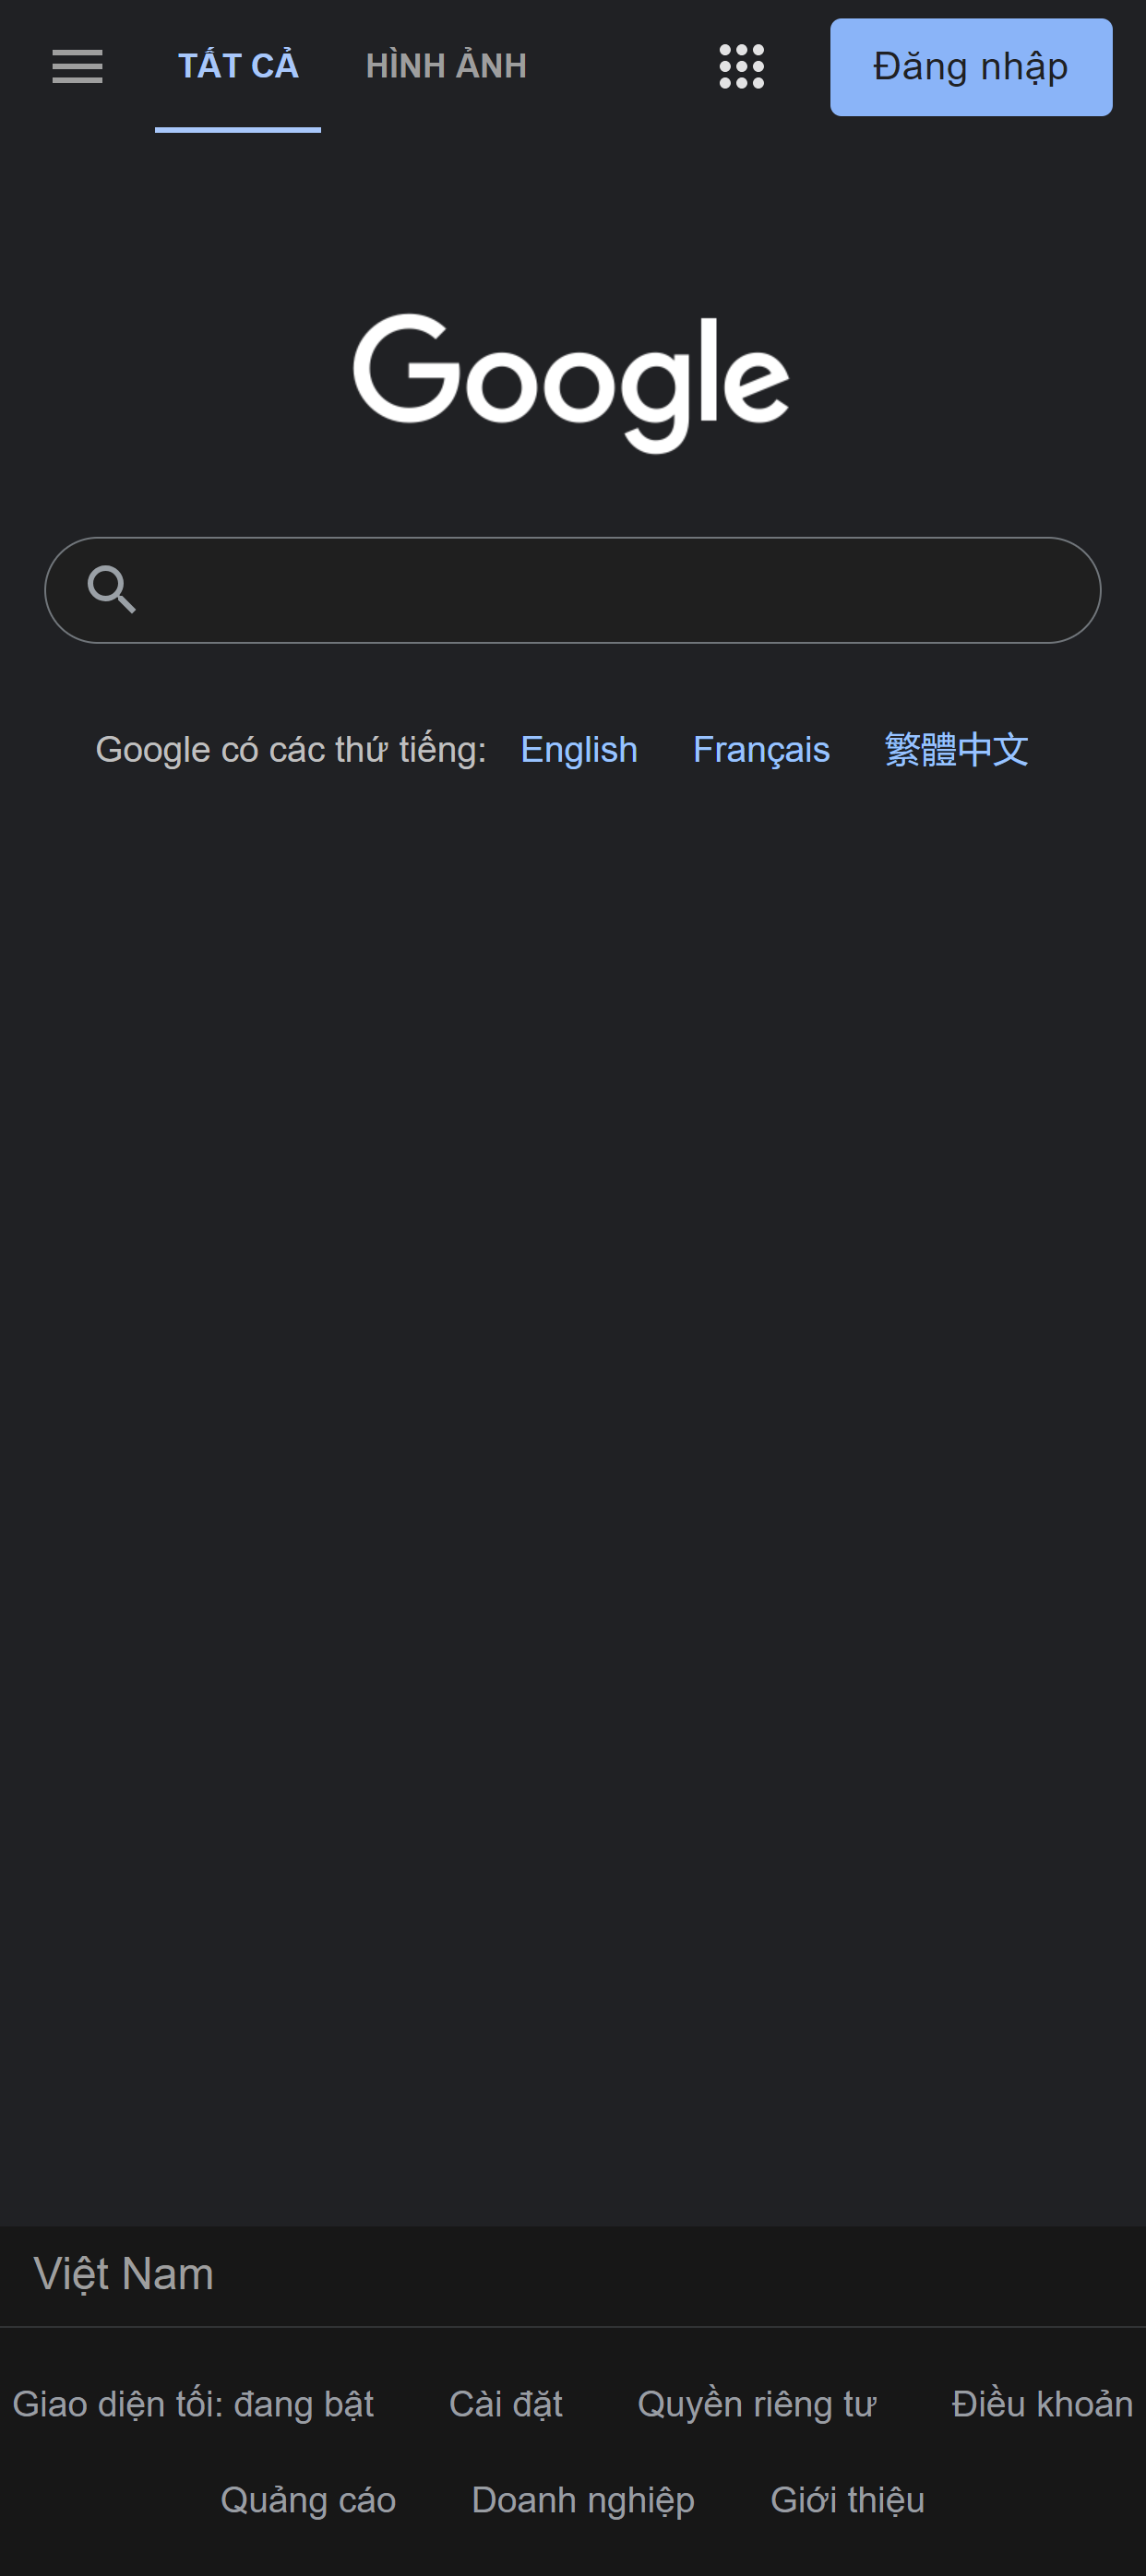 TẤT CẢ HÌNH ẢNH Đăng nhập
Google
Google có các thứ tiếng: English Français 繁體中文
Việt Nam
Giao diện tối: đang bật Cài đặt Quyền riêng tư Điều khoản
Quảng cáo Doanh nghiệp Giới thiệu